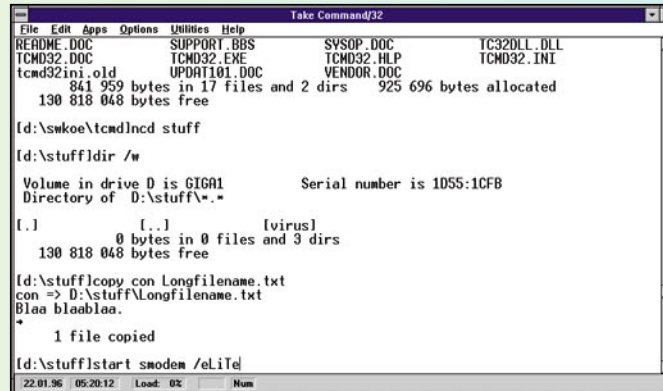 Take Command/32
File Edit Apps Options Utilities Help
README.DOC SUPPORT.BBS SYSOP.DOC TC32DLL.DLL
TCMD32.DOC TCMD32.EXE TCMD32.HLP TCMD32.INI
tcmd32ini.old UPDAT101.DOC VENDOR.DOC
841 959 bytes in 17 files and 2 dirs 925 696 bytes allocated
130 818 048 bytes free
[d:\swkoe\tcmd]ncd stuff
[d:\stuff]dir /w
Volume in drive D is GIGA1 Serial number is 1D55:1CFB
Directory of D:\stuff\*.*
[.] [..] [virus]
0 bytes in 0 files and 3 dirs
130 818 048 bytes free
[d:\stuff]copy con Longfilename.txt
con => D:\stuff\Longfilename.txt
Blaa blaablaa.
→
1 file copied
[d:\stuff]start smodem /eLiTe
22.01.96 05:20:12 Load: 0% Num